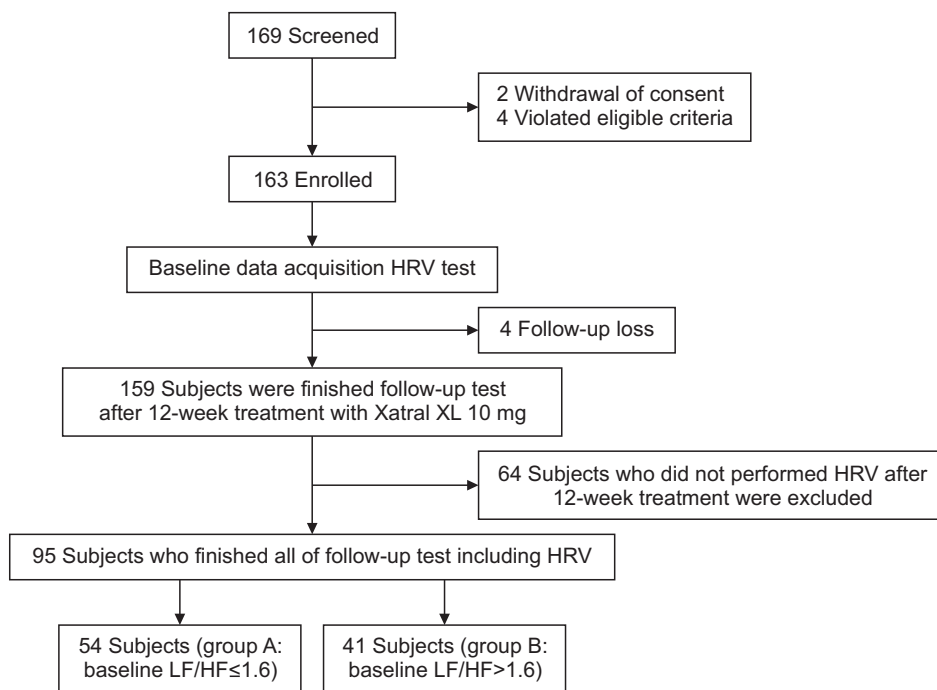 169 Screened
2 Withdrawal of consent
4 Violated eligible criteria
163 Enrolled
Baseline data acquisition HRV test
4 Follow-up loss
159 Subjects were finished follow-up test
after 12-week treatment with Xatral XL 10 mg
64 Subjects who did not performed HRV after
12-week treatment were excluded
95 Subjects who finished all of follow-up test including HRV
54 Subjects (group A:
baseline LF/HF≤1.6)
41 Subjects (group B:
baseline LF/HF>1.6)